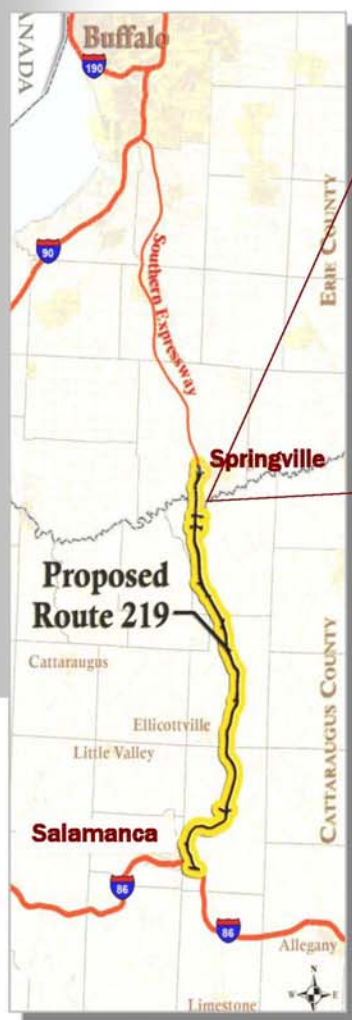 ANADA
Buffalo
190
90
ERIE COUNTY
Southern Expressway
Springville
Proposed
Route 219
Cattaraugus
Ellicottville
Little Valley
CATTARAUGUS COUNTY
Salamanca
86
86
Allegany
N
W E
S
Limestone